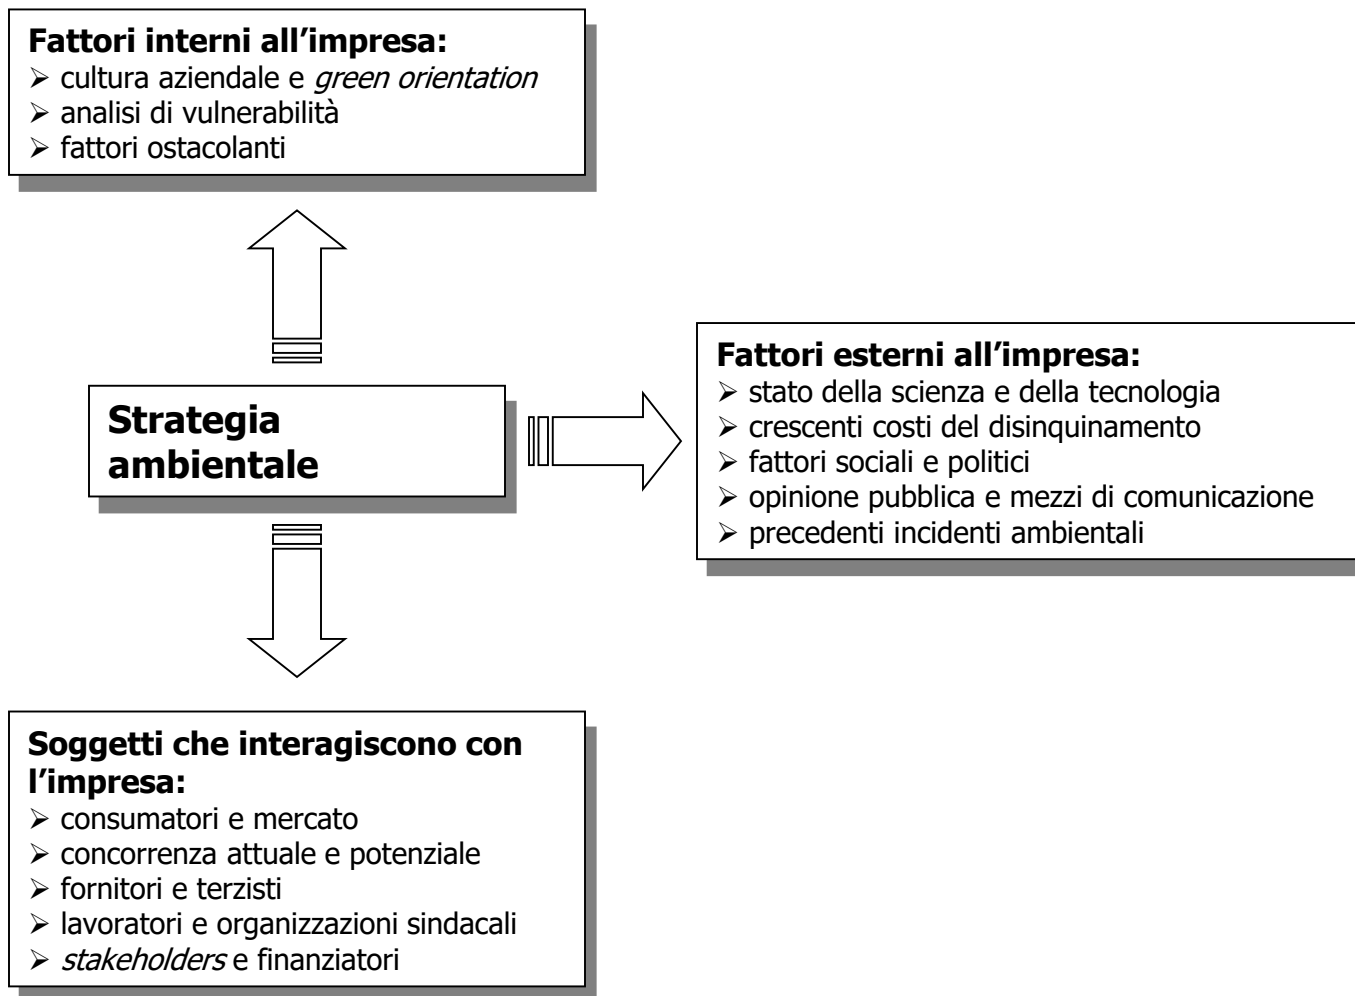 Fattori interni all’impresa:
➢ cultura aziendale e green orientation
➢ analisi di vulnerabilità
➢ fattori ostacolanti
Strategia
ambientale
Fattori esterni all’impresa:
➢ stato della scienza e della tecnologia
➢ crescenti costi del disinquinamento
➢ fattori sociali e politici
➢ opinione pubblica e mezzi di comunicazione
➢ precedenti incidenti ambientali
Soggetti che interagiscono con
l’impresa:
➢ consumatori e mercato
➢ concorrenza attuale e potenziale
➢ fornitori e terzisti
➢ lavoratori e organizzazioni sindacali
➢ stakeholders e finanziatori